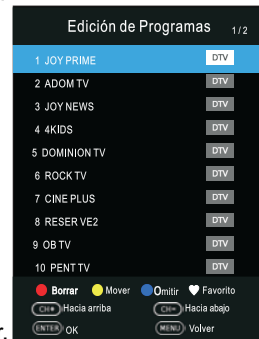 Edición de Programas 1/2
1 JOY PRIME DTV
2 ADOM TV DTV
3 JOY NEWS DTV
4 4KIDS DTV
5 DOMINION TV DTV
6 ROCK TV DTV
7 CINE PLUS DTV
8 RESER VE2 DTV
9 OB TV DTV
10 PENT TV DTV
Borrar Mover Omitir Favorito
CH+ Hacia arriba CH- Hacia abajo
r. ENTER OK MENU Volver